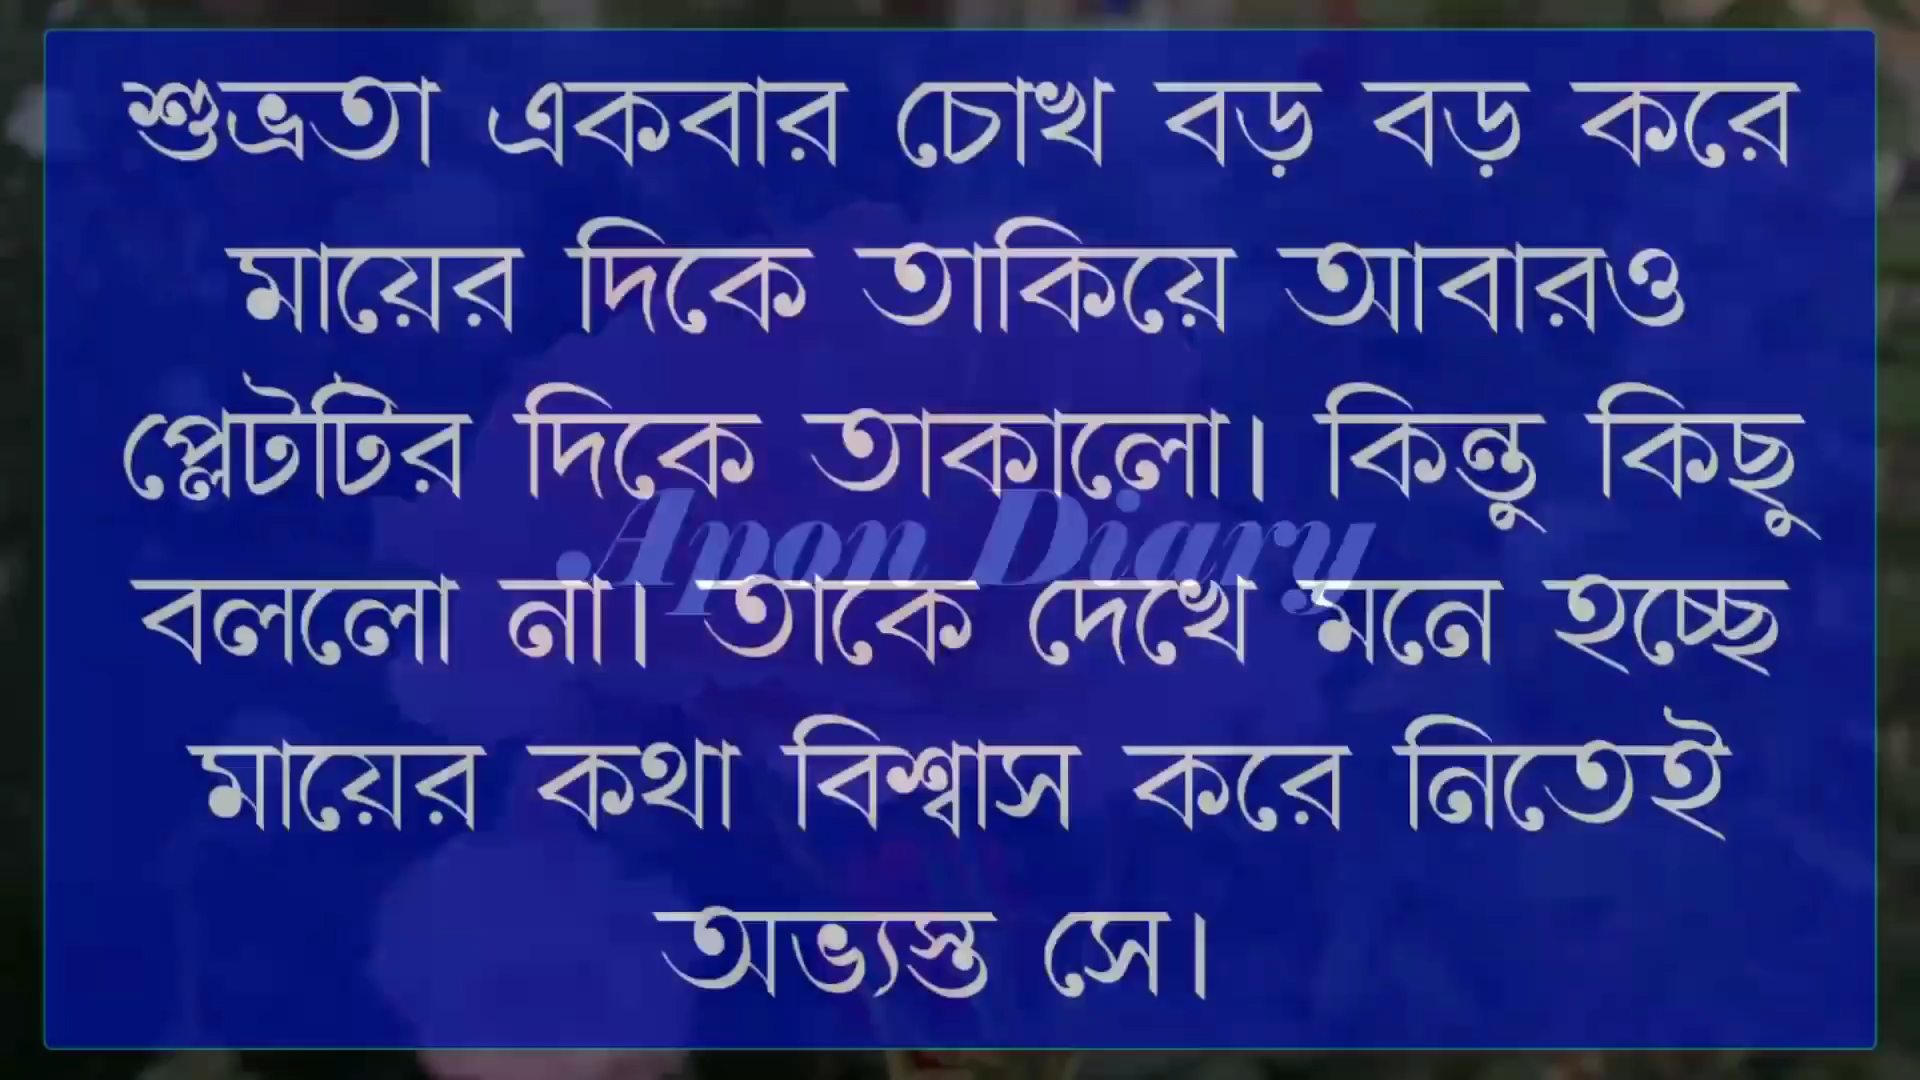 শুভ্রতা একবার চোখ বড় বড় করে
মায়ের দিকে তাকিয়ে আবারও
প্লেটটির দিকে তাকালো। কিন্তু কিছু
Apon Diary
বললো না। তাকে দেখে মনে হচ্ছে
মায়ের কথা বিশ্বাস করে নিতেই
অভ্যস্ত সে।